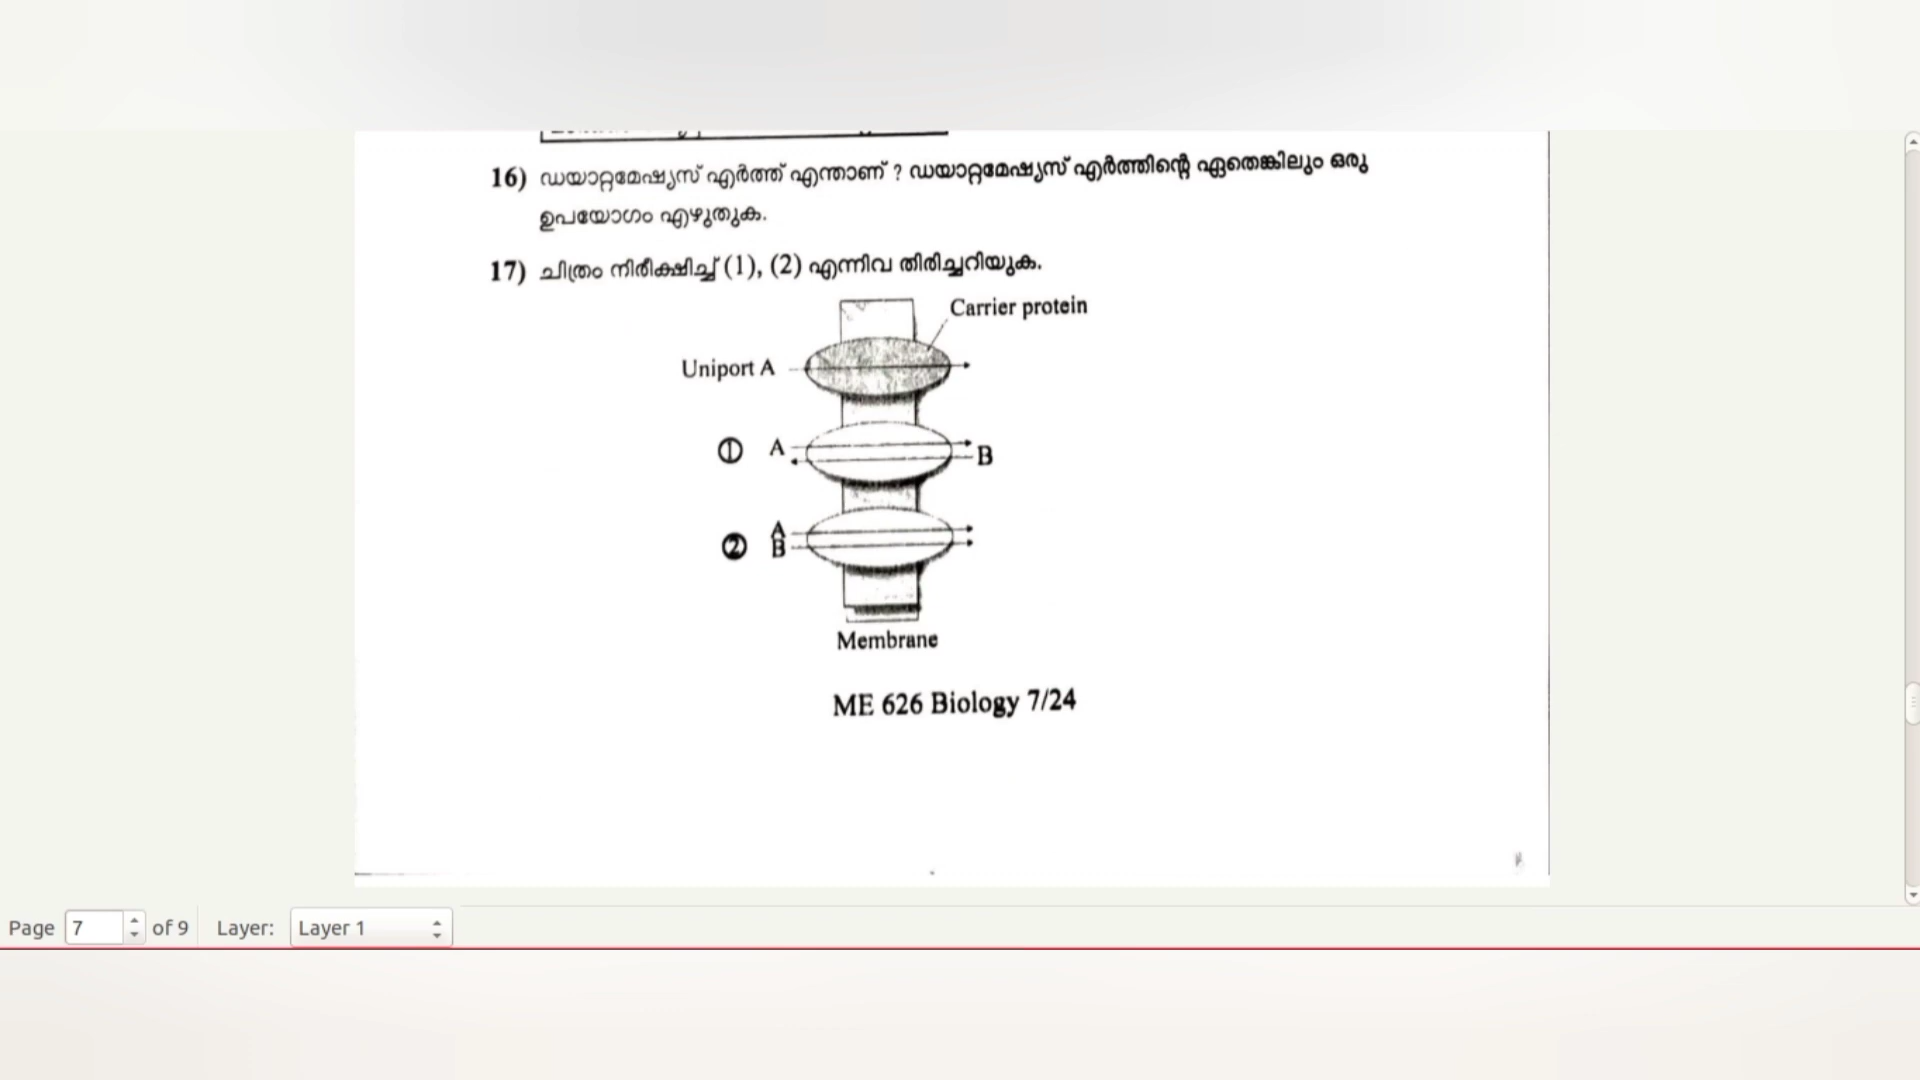 16) ഡയാറ്റമേഷ്യസ് എർത്ത് എന്താണ് ? ഡയാറ്റമേഷ്യസ് എർത്തിന്റെ ഏതെങ്കിലും ഒരു
ഉപയോഗം എഴുതുക.
17) ചിത്രം നിരീക്ഷിച്ച് (1), (2) എന്നിവ തിരിച്ചറിയുക.
Carrier protein
Uniport A
① A
B
② A
B
Membrane
ME 626 Biology 7/24
Page 7 of 9 Layer: Layer 1